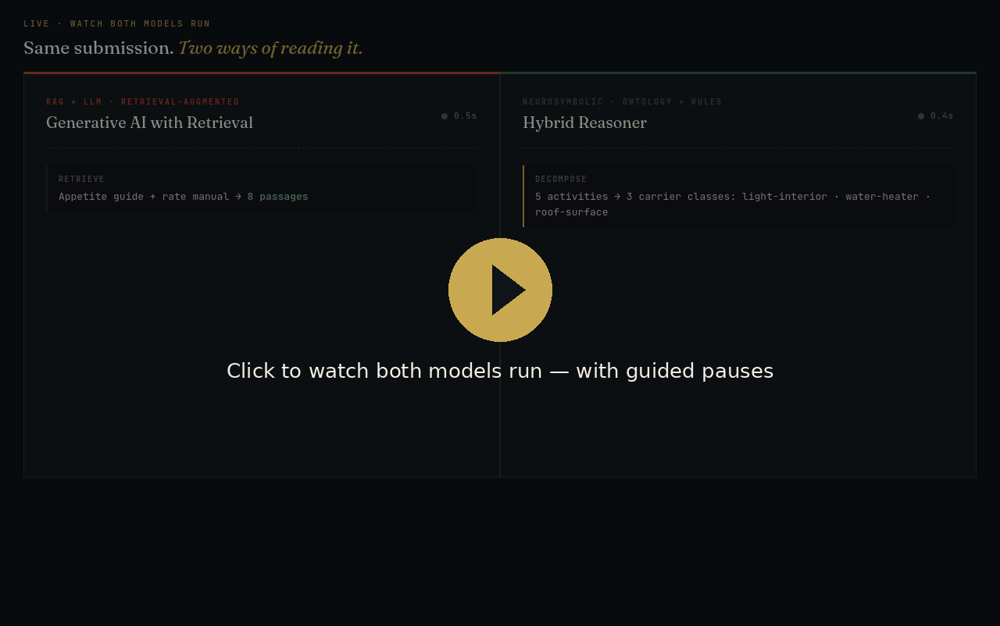 LIVE · WATCH BOTH MODELS RUN
Same submission. Two ways of reading it.
RAG + LLM · RETRIEVAL-AUGMENTED
Generative AI with Retrieval
0.5s
RETRIEVE
Appetite guide + rate manual → 8 passages
NEUROSYMBOLIC · ONTOLOGY + RULES
Hybrid Reasoner
0.4s
DECOMPOSE
5 activities → 3 carrier classes: light-interior · water-heater ·
roof-surface
Click to watch both models run — with guided pauses